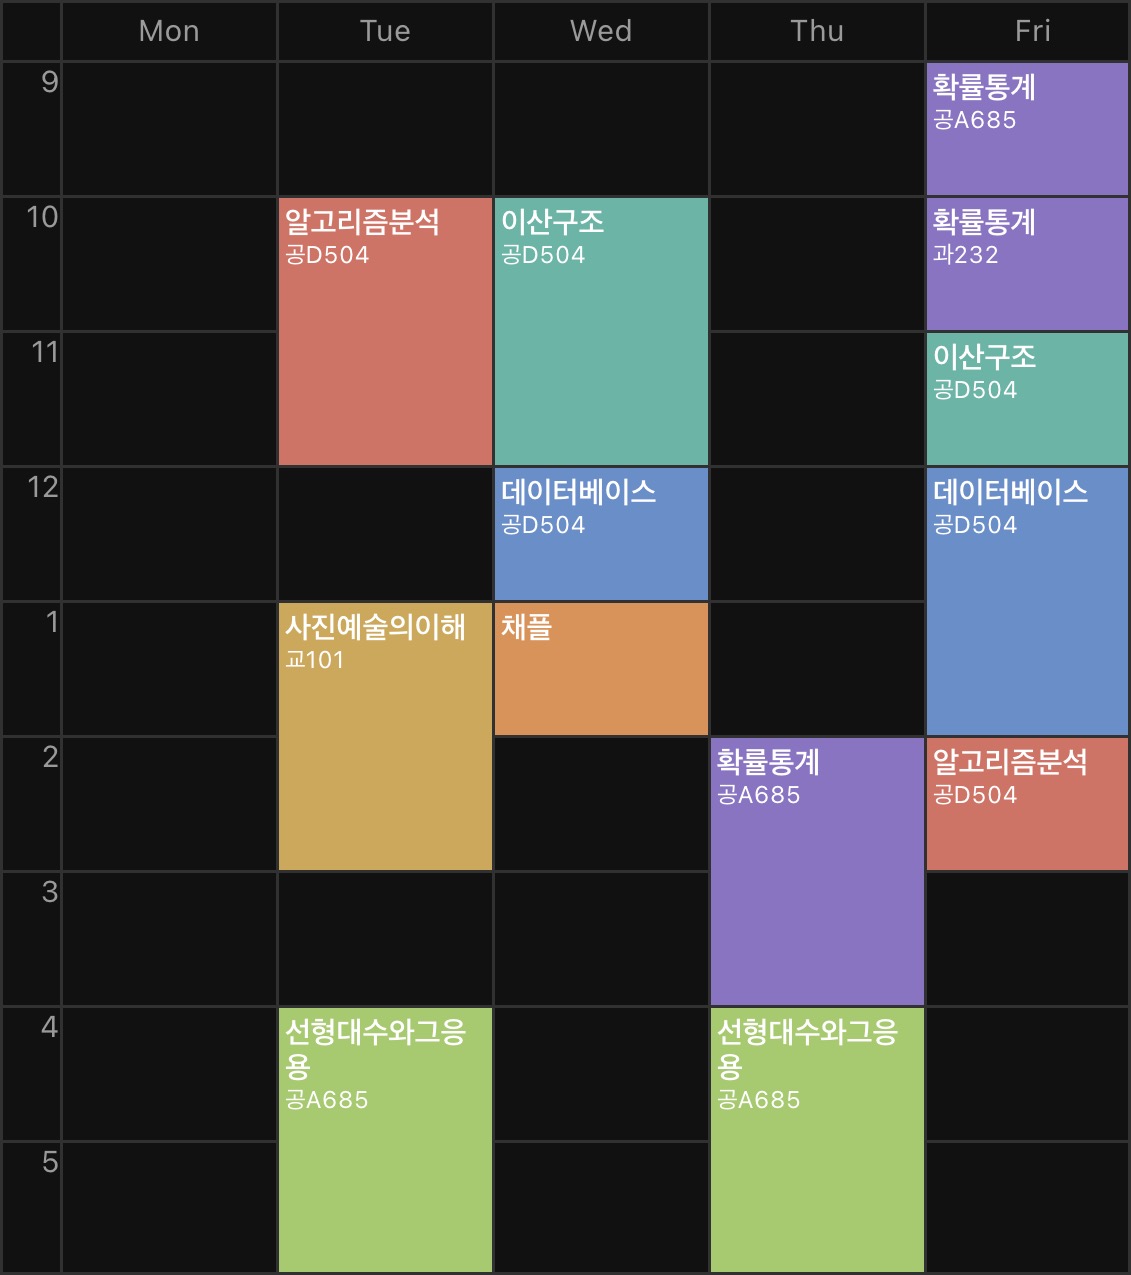 Mon Tue Wed Thu Fri
9
확률통계
공A685
10
알고리즘분석
공D504
이산구조
공D504
확률통계
과232
11
이산구조
공D504
12
데이터베이스
공D504
데이터베이스
공D504
1
사진예술의이해
교101
채플
2
확률통계
공A685
알고리즘분석
공D504
3
4
선형대수와그응
용
공A685
선형대수와그응
용
공A685
5